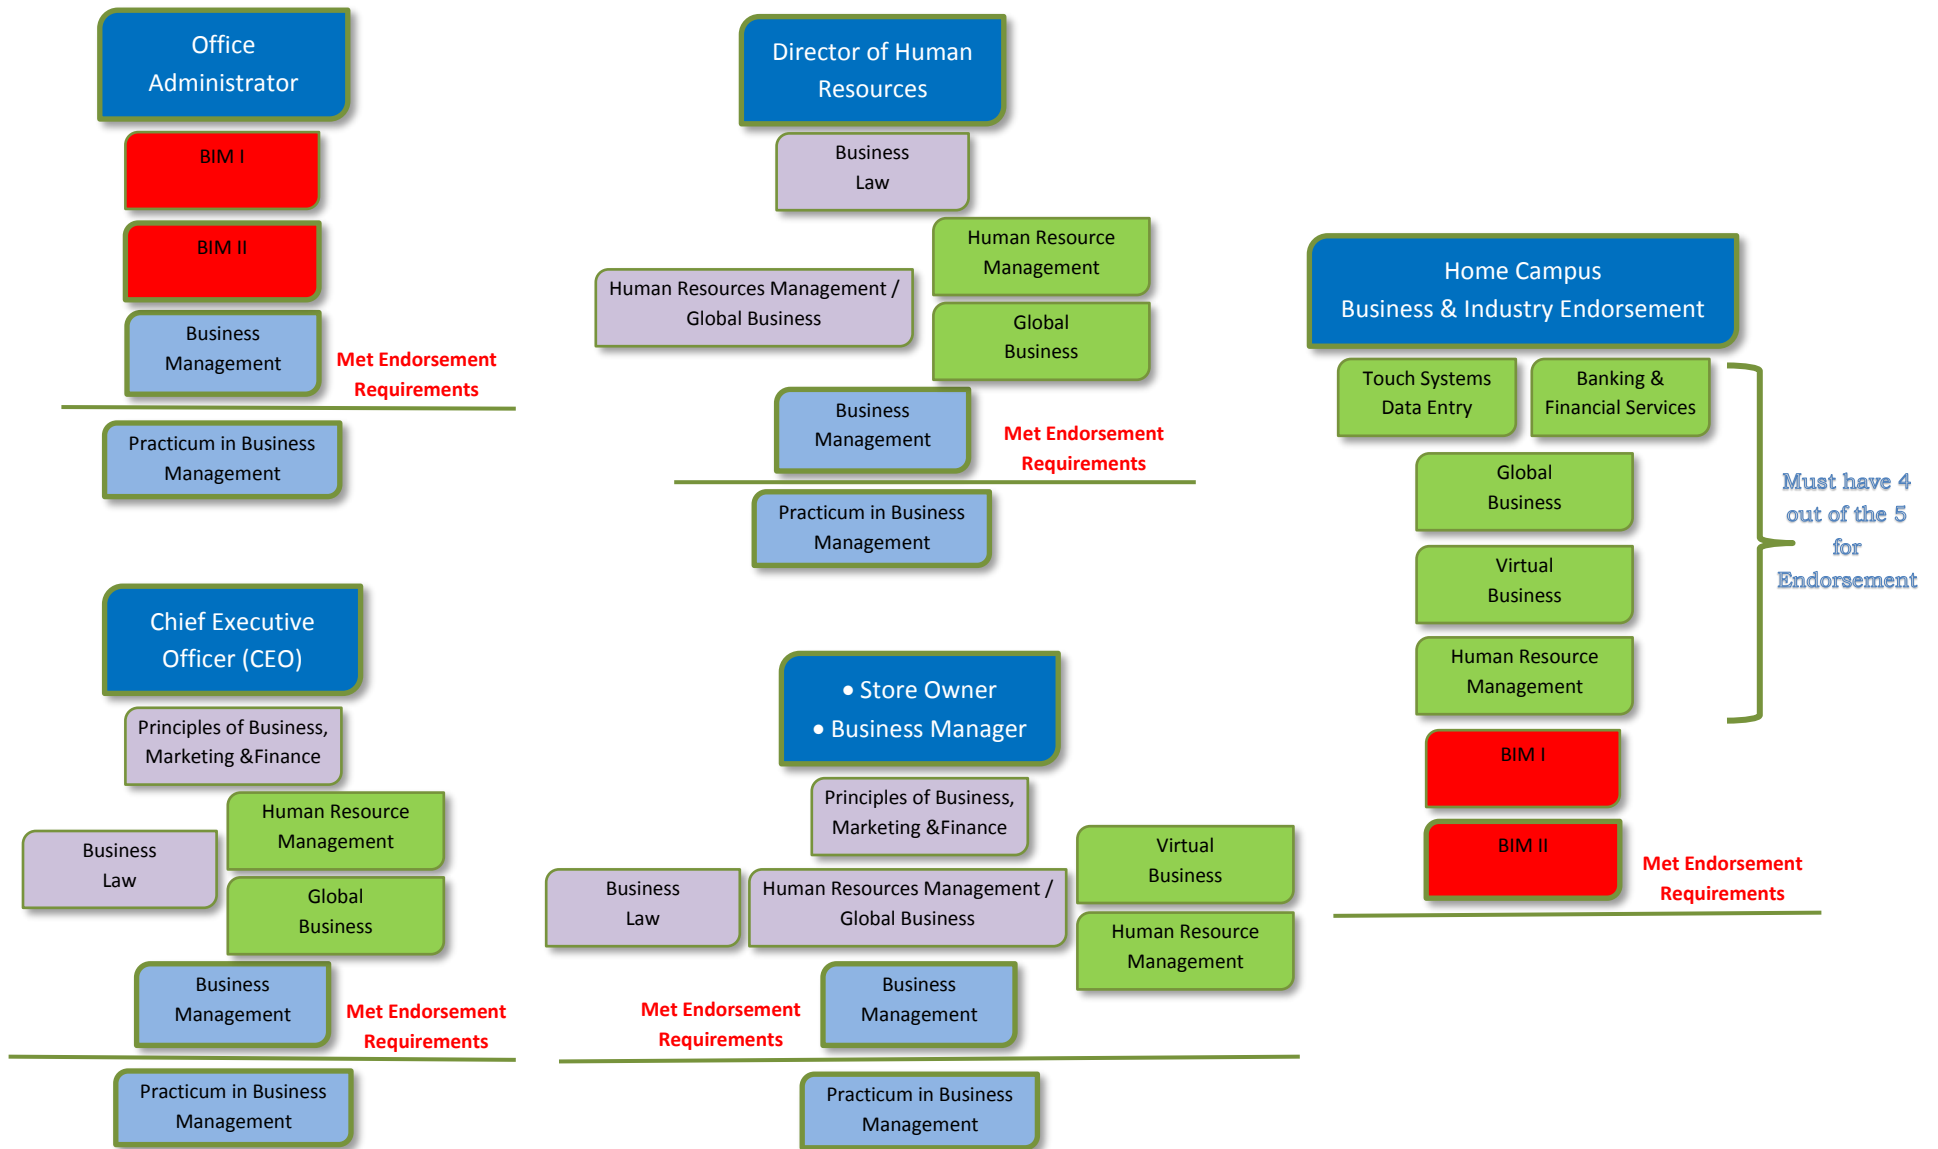 Office
Administrator
BIM I
BIM II
Business
Management
Met Endorsement
Requirements
Practicum in Business
Management
Director of Human
Resources
Business
Law
Human Resources Management /
Global Business
Human Resource
Management
Global
Business
Business
Management
Met Endorsement
Requirements
Practicum in Business
Management
Home Campus
Business & Industry Endorsement
Touch Systems
Data Entry
Banking &
Financial Services
Global
Business
Virtual
Business
Human Resource
Management
Must have 4
out of the 5
for
Endorsement
BIM I
BIM II
Met Endorsement
Requirements
Chief Executive
Officer (CEO)
Principles of Business,
Marketing &Finance
Business
Law
Human Resource
Management
Global
Business
Business
Management
Met Endorsement
Requirements
Practicum in Business
Management
• Store Owner
• Business Manager
Principles of Business,
Marketing &Finance
Business
Law
Human Resources Management /
Global Business
Virtual
Business
Human Resource
Management
Met Endorsement
Requirements
Business
Management
Practicum in Business
Management